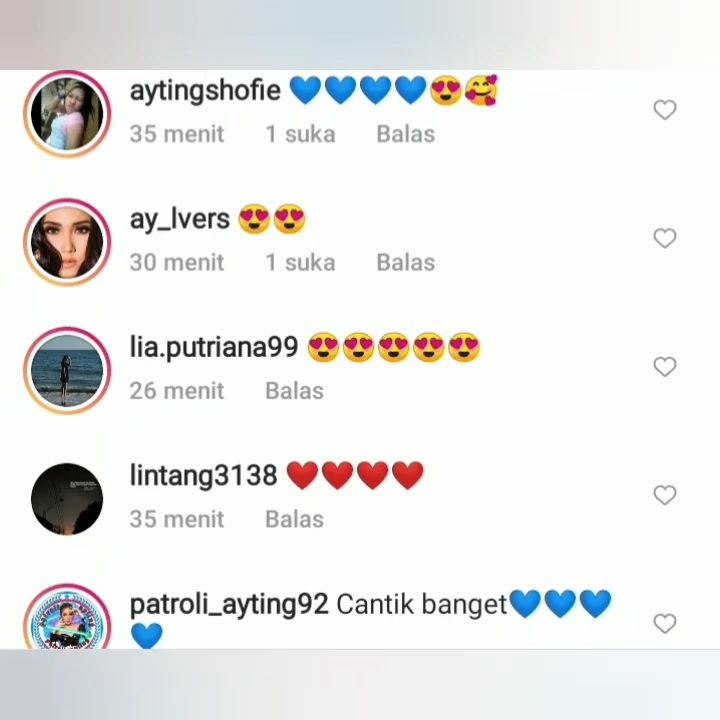 aytingshofie 💙💙💙💙😍🥰
35 menit 1 suka Balas
ay_lvers 😍😍
30 menit 1 suka Balas
lia.putriana99 😍😍😍😍😍
26 menit Balas
lintang3138 ❤️❤️❤️❤️
35 menit Balas
patroli_ayting92 Cantik banget💙💙💙
💙